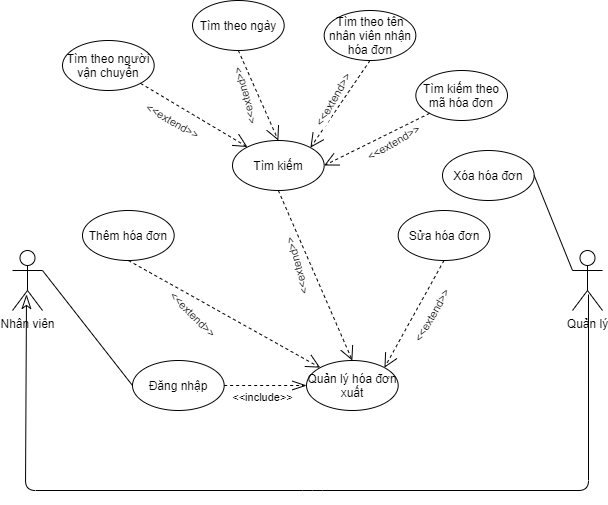 Tìm theo tên
nhân viên nhận
hóa đơn
Tìm theo ngày
Tìm theo người
vận chuyển
Tìm kiếm theo
mã hóa đơn
<<extend>>
<<extend>>
<<extend>>
<<extend>>
Tìm kiếm
Xóa hóa đơn
Thêm hóa đơn
Sửa hóa đơn
<<extend>>
<<extend>>
<<extend>>
Nhân viên
Quản lý
Đăng nhập
<<include>>
Quản lý hóa đơn
xuất